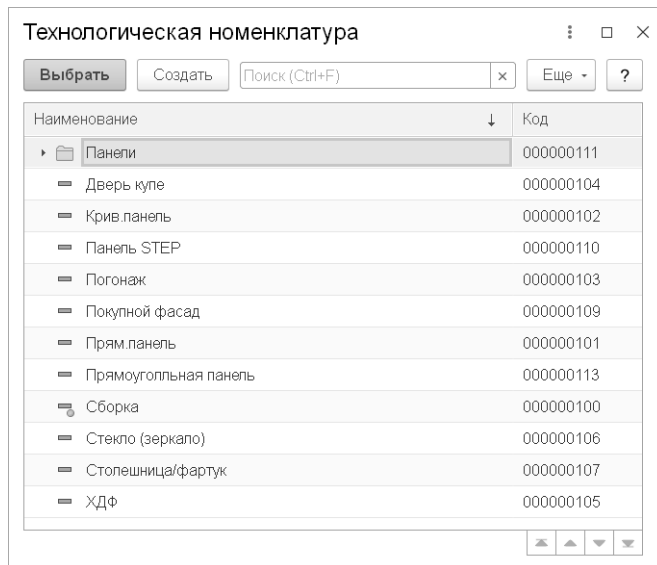 Технологическая номенклатура
Выбрать Создать Поиск (Ctrl+F) Еще ?
Наименование Код
Панели 000000111
Дверь купе 000000104
Крив.панель 000000102
Панель STEP 000000110
Погонаж 000000103
Покупной фасад 000000109
Прям.панель 000000101
Прямоуголльная панель 000000113
Сборка 000000100
Стекло (зеркало) 000000106
Столешница/фартук 000000107
ХДФ 000000105